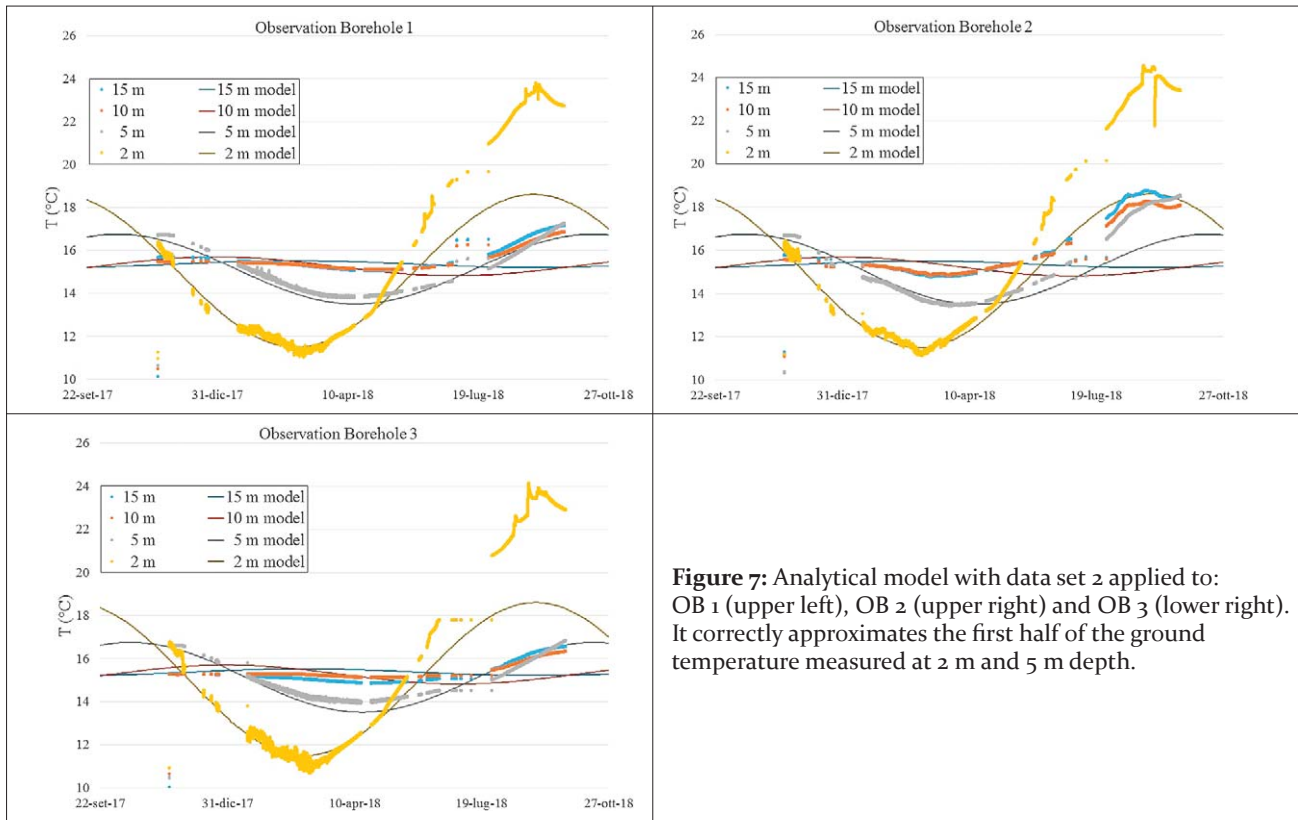 Observation Borehole 1
26
24
22
20
18
16
14
12
10
T (°C)
15 m 15 m model
10 m 10 m model
5 m 5 m model
2 m 2 m model
22-set-17 31-dic-17 10-apr-18 19-lug-18 27-ott-18
Observation Borehole 2
26
24
22
20
18
16
14
12
10
T (°C)
15 m 15 m model
10 m 10 m model
5 m 5 m model
2 m 2 m model
22-set-17 31-dic-17 10-apr-18 19-lug-18 27-ott-18
Observation Borehole 3
26
24
22
20
18
16
14
12
10
T (°C)
15 m 15 m model
10 m 10 m model
5 m 5 m model
2 m 2 m model
22-set-17 31-dic-17 10-apr-18 19-lug-18 27-ott-18
Figure 7: Analytical model with data set 2 applied to:
OB 1 (upper left), OB 2 (upper right) and OB 3 (lower right).
It correctly approximates the first half of the ground
temperature measured at 2 m and 5 m depth.